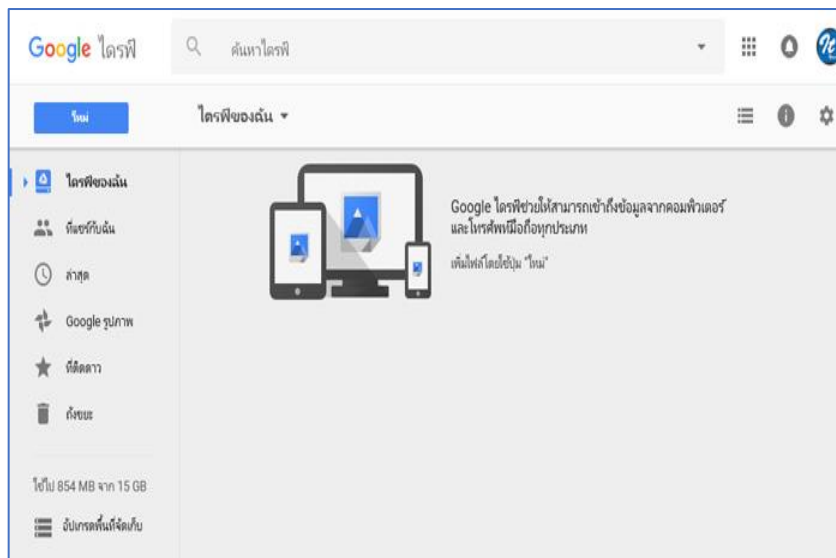 Google ไดรฟ์
ค้นหาไดรฟ์
ใหม่
ไดรฟ์ของฉัน
ไดรฟ์ของฉัน
ที่แชร์กับฉัน
ล่าสุด
Google รูปภาพ
ที่ติดดาว
ถังขยะ
ใช้ไป 854 MB จาก 15 GB
อัปเกรดพื้นที่จัดเก็บ
Google ไดรฟ์ช่วยให้สามารถเข้าถึงข้อมูลจากคอมพิวเตอร์
และโทรศัพท์มือถือทุกประเภท
เพิ่มไฟล์โดยใช้ปุ่ม "ใหม่"